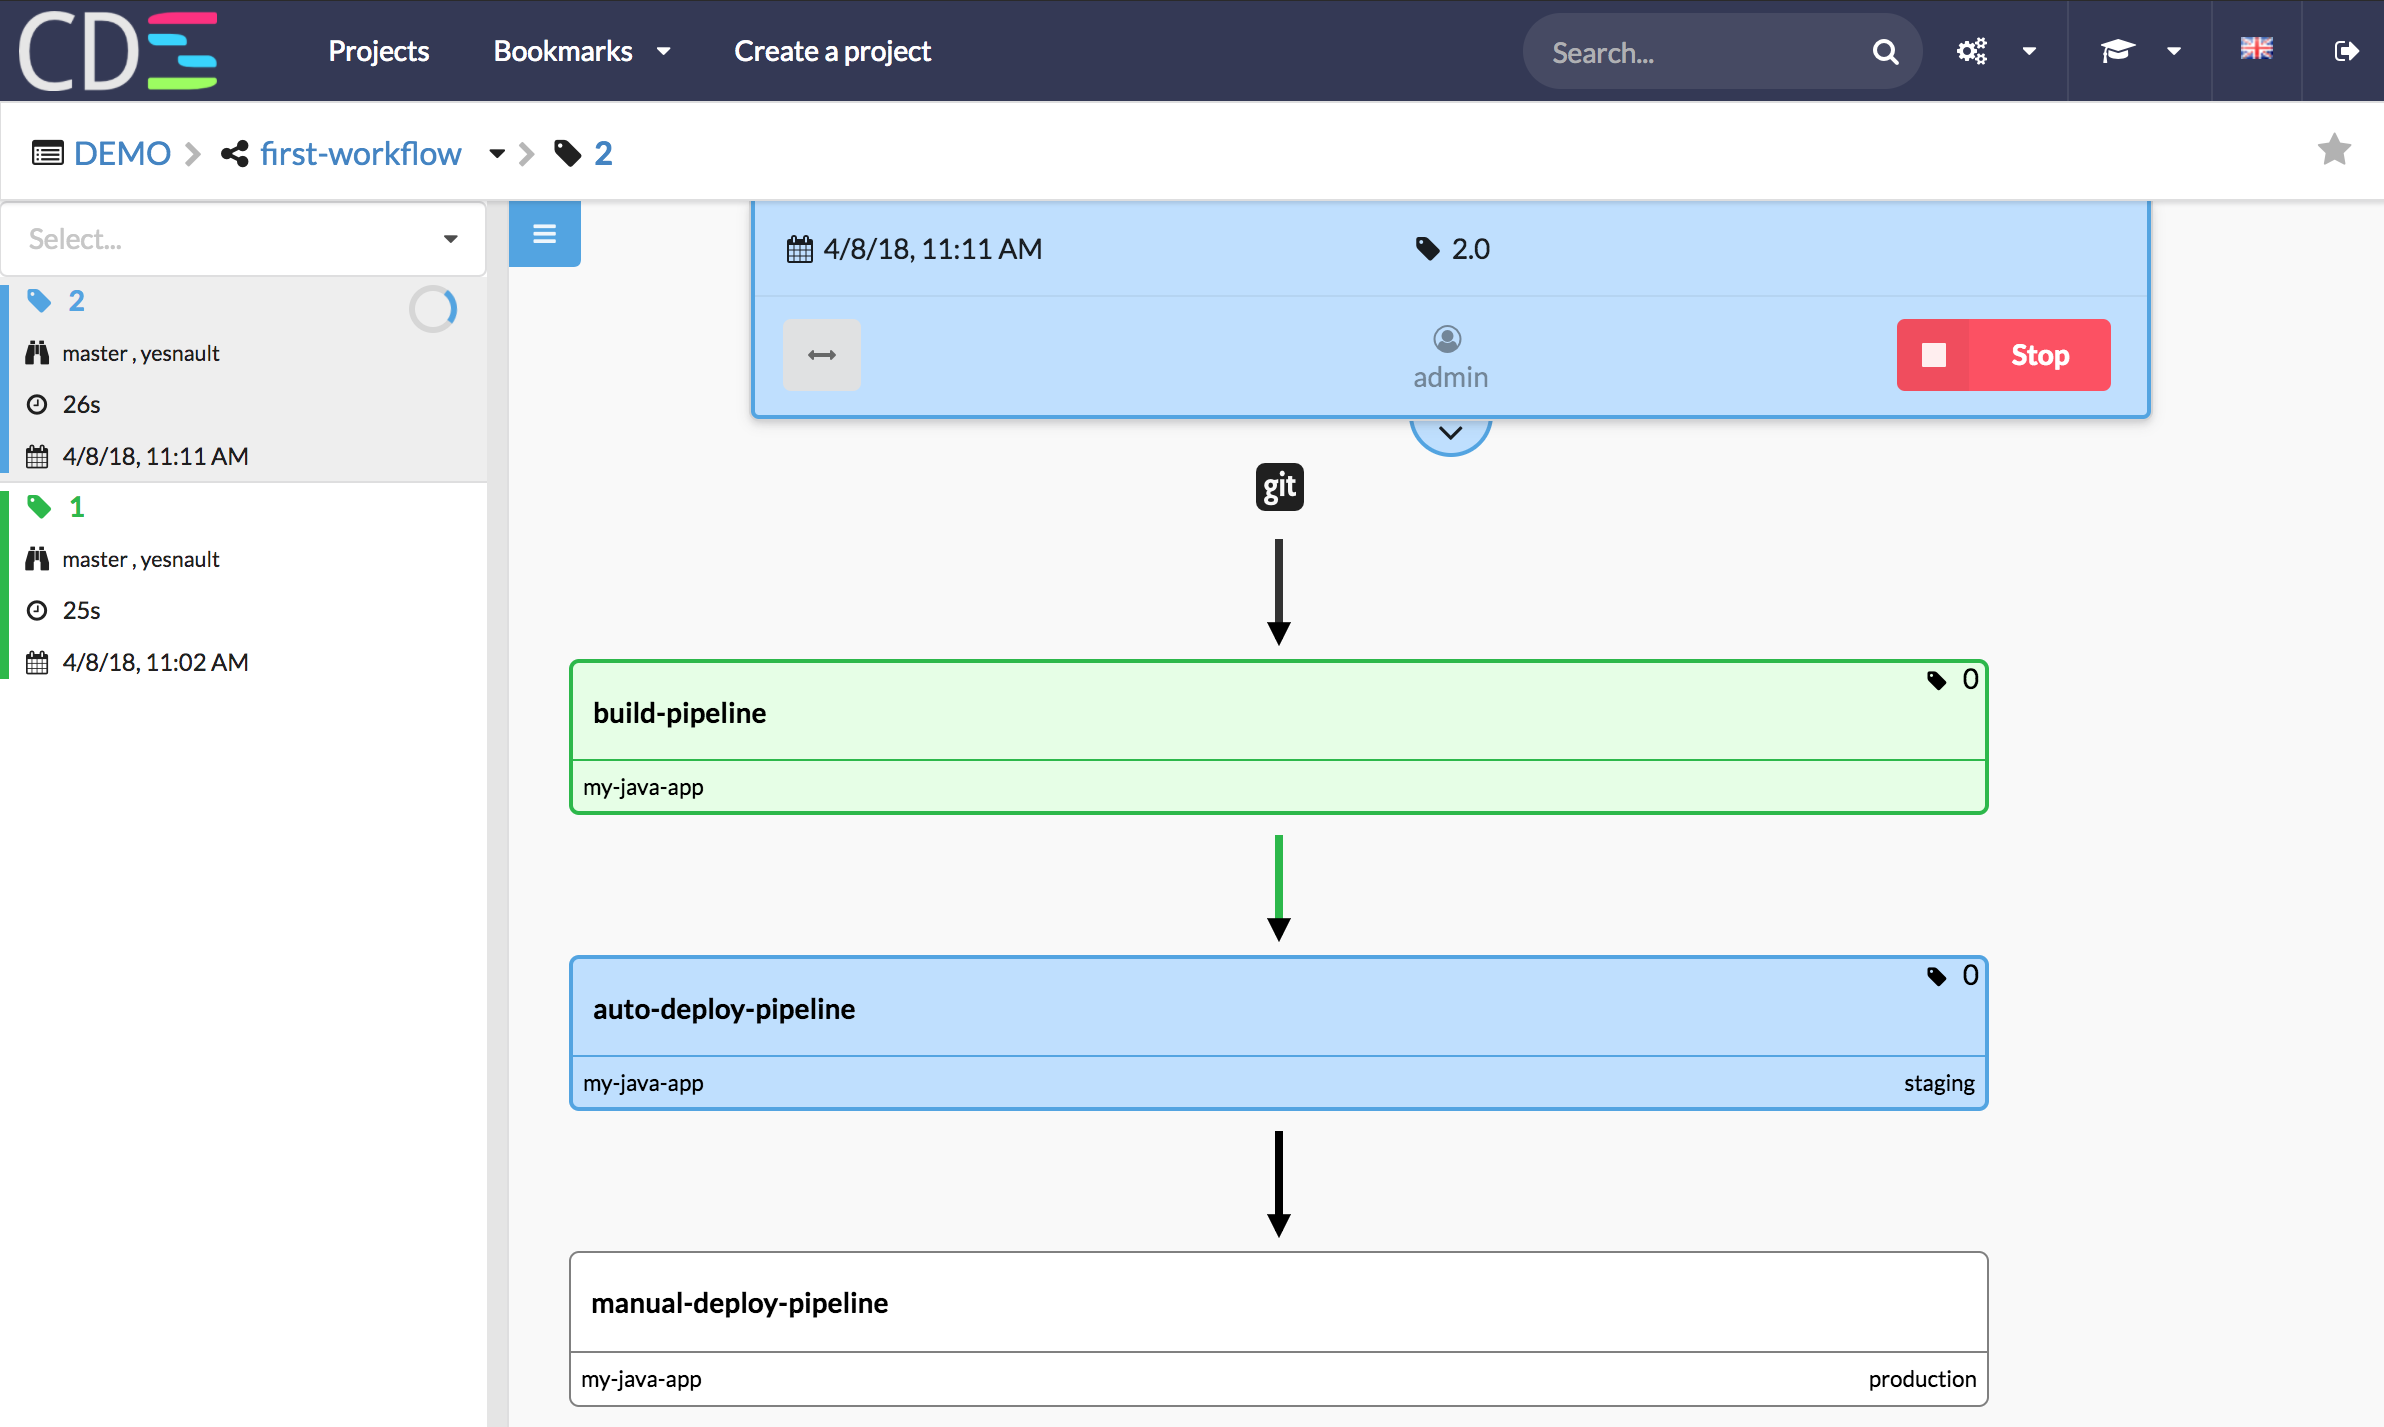 CDE
Projects
Bookmarks
Create a project
Search...
DEMO
first-workflow
2
Select...
2
master , yesnault
26s
4/8/18, 11:11 AM
1
master , yesnault
25s
4/8/18, 11:02 AM
4/8/18, 11:11 AM
2.0
admin
Stop
git
0
build-pipeline
my-java-app
0
auto-deploy-pipeline
my-java-app
staging
manual-deploy-pipeline
my-java-app
production